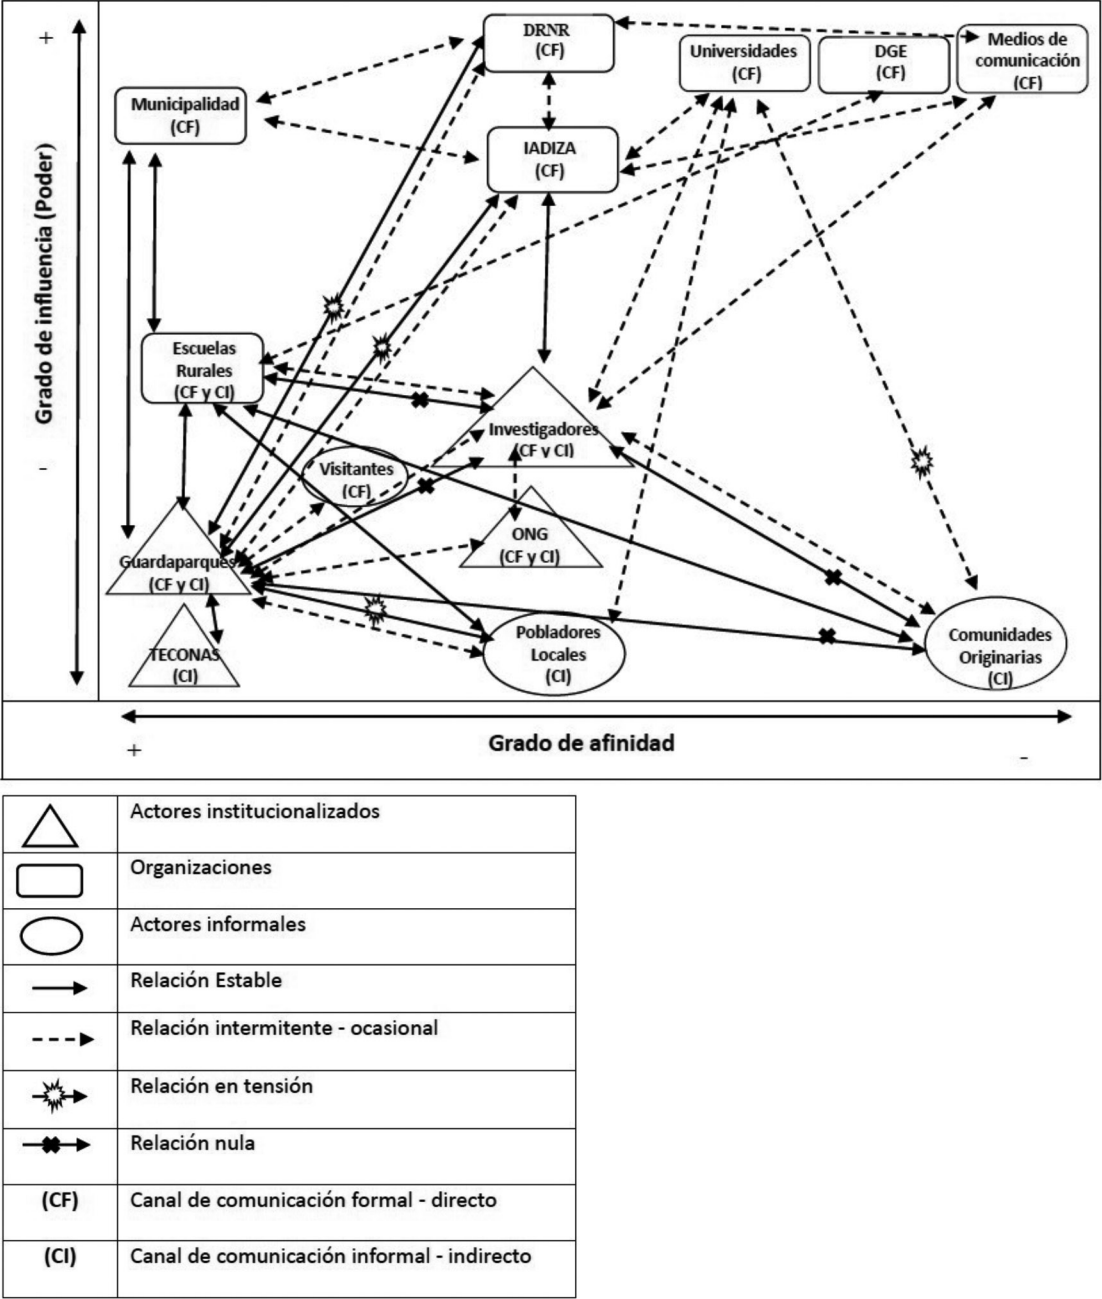 +
Grado de influencia (Poder)
-
DRNR
(CF)
Universidades
(CF)
DGE
(CF)
Medios de
comunicación
(CF)
Municipalidad
(CF)
IADIZA
(CF)
Escuelas
Rurales
(CF y CI)
Investigadores
(CF y CI)
Visitantes
(CF)
ONG
(CF y CI)
Guardaparques
(CF y CI)
TECONAS
(CI)
Pobladores
Locales
(CI)
Comunidades
Originarias
(CI)
+
Grado de afinidad
-
Actores institucionalizados
Organizaciones
Actores informales
Relación Estable
Relación intermitente - ocasional
Relación en tensión
Relación nula
(CF) Canal de comunicación formal - directo
(CI) Canal de comunicación informal - indirecto